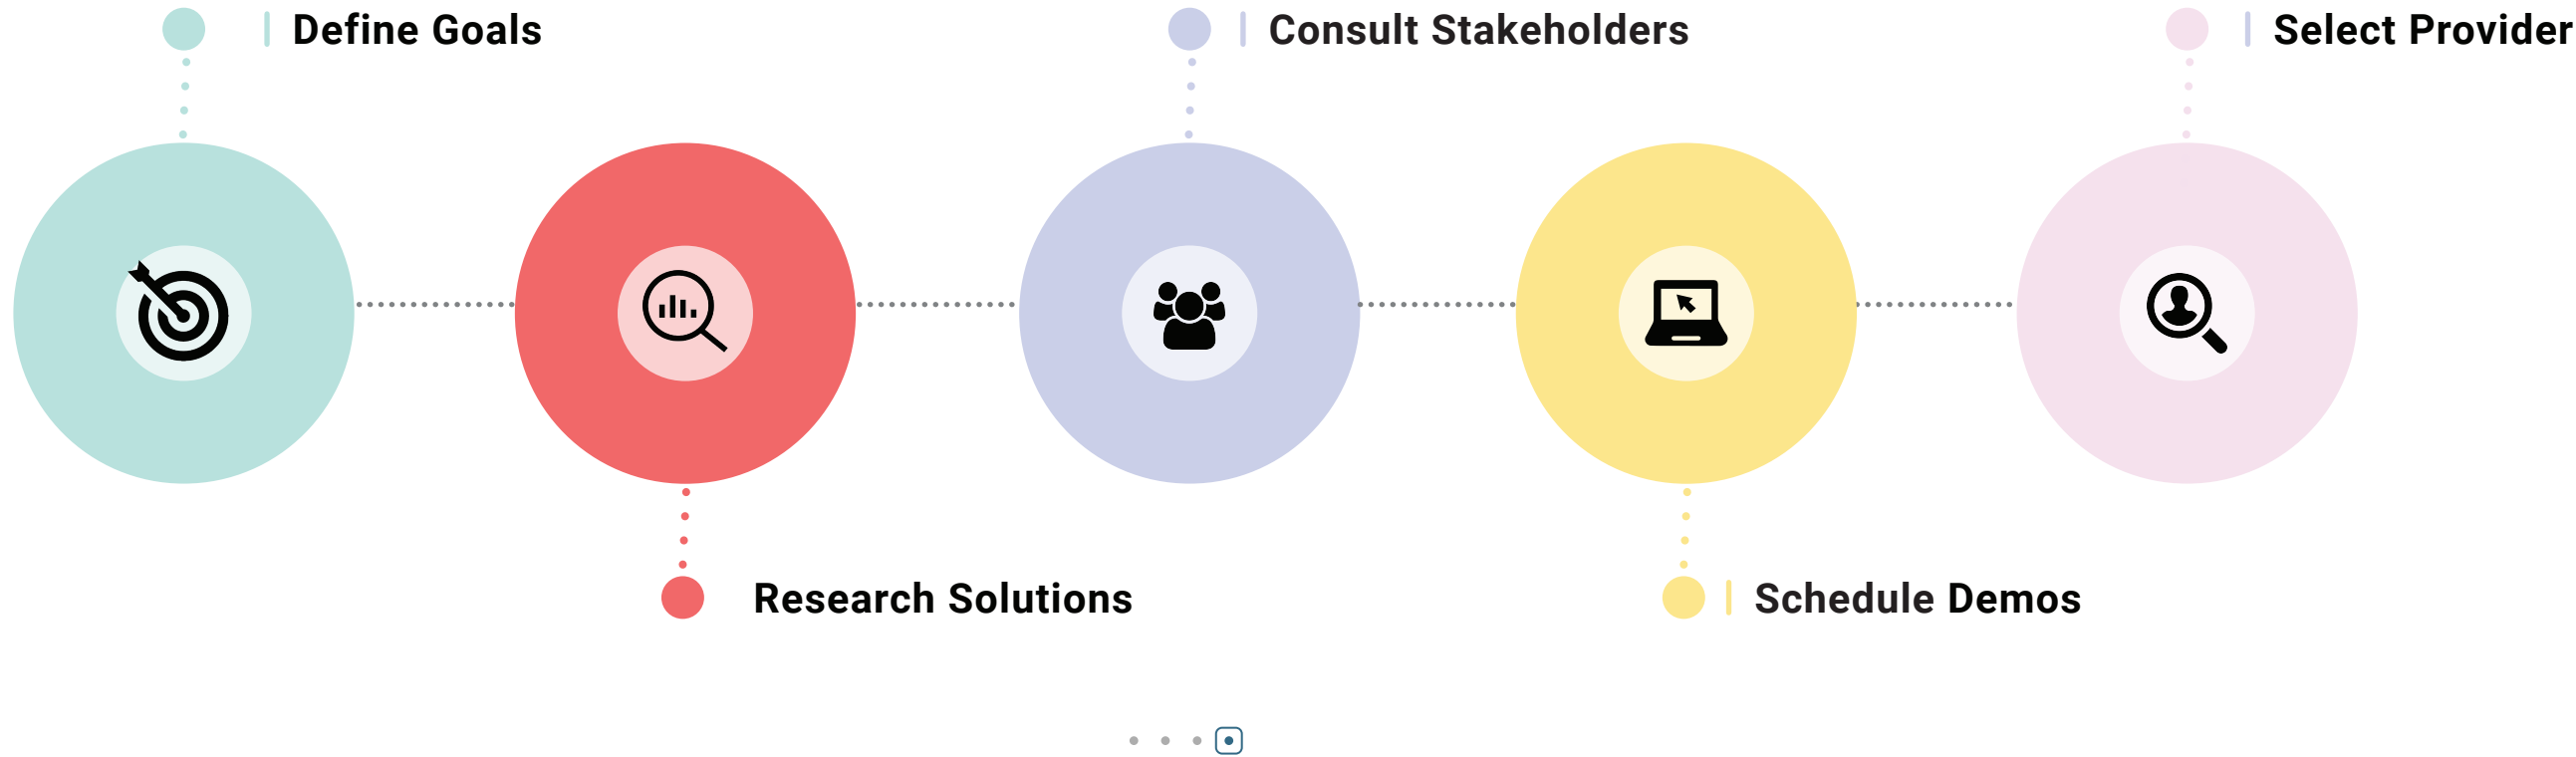 Define Goals
Consult Stakeholders
Select Provider
Research Solutions
Schedule Demos